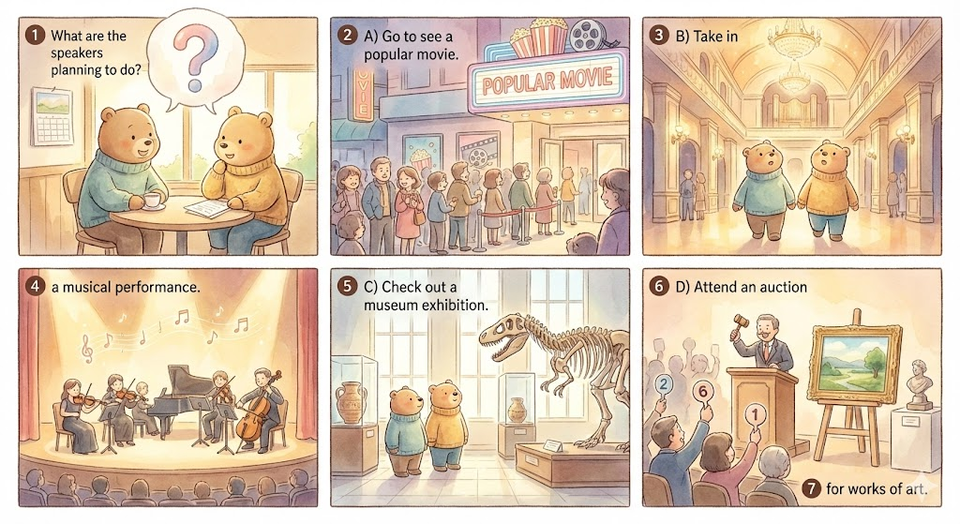 1 What are the
speakers
planning to do?
?
2 A) Go to see a
popular movie.
POPULAR MOVIE
3 B) Take in
4 a musical performance.
5 C) Check out a
museum exhibition.
6 D) Attend an auction
2
6
1
7 for works of art.